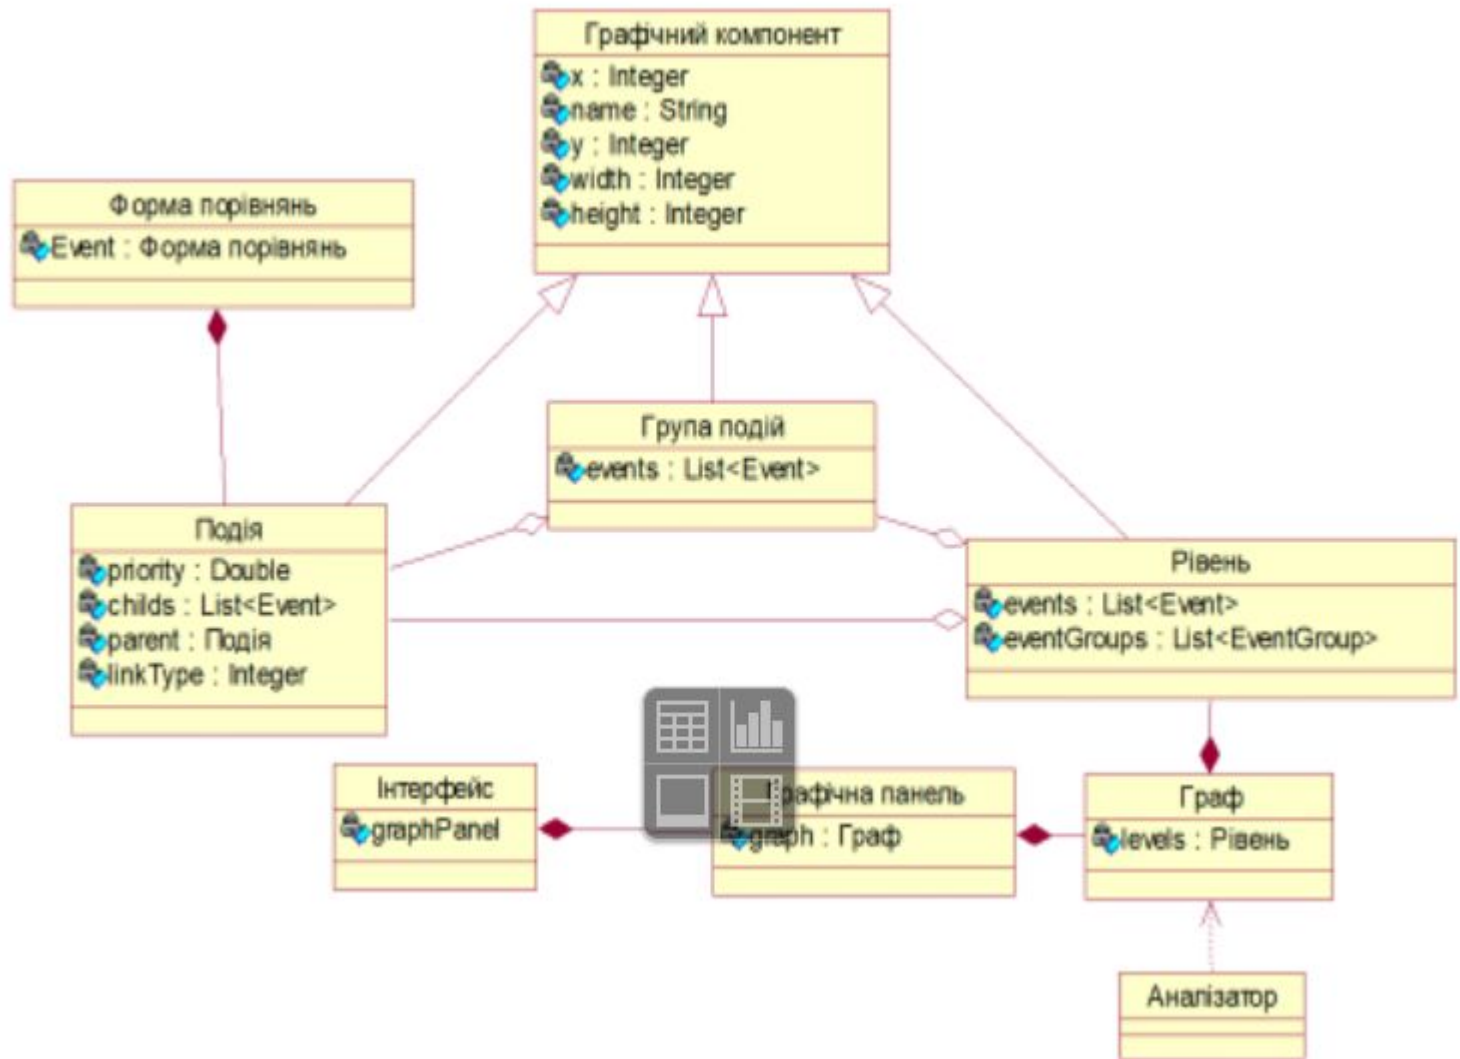 Графічний компонент
x : Integer
name : String
y : Integer
width : Integer
height : Integer
Форма порівнянь
Event : Форма порівнянь
Група подій
events : List<Event>
Подія
priority : Double
childs : List<Event>
parent : Подія
linkType : Integer
Рівень
events : List<Event>
eventGroups : List<EventGroup>
Інтерфейс
graphPanel
Графічна панель
graph : Граф
Граф
levels : Рівень
Аналізатор